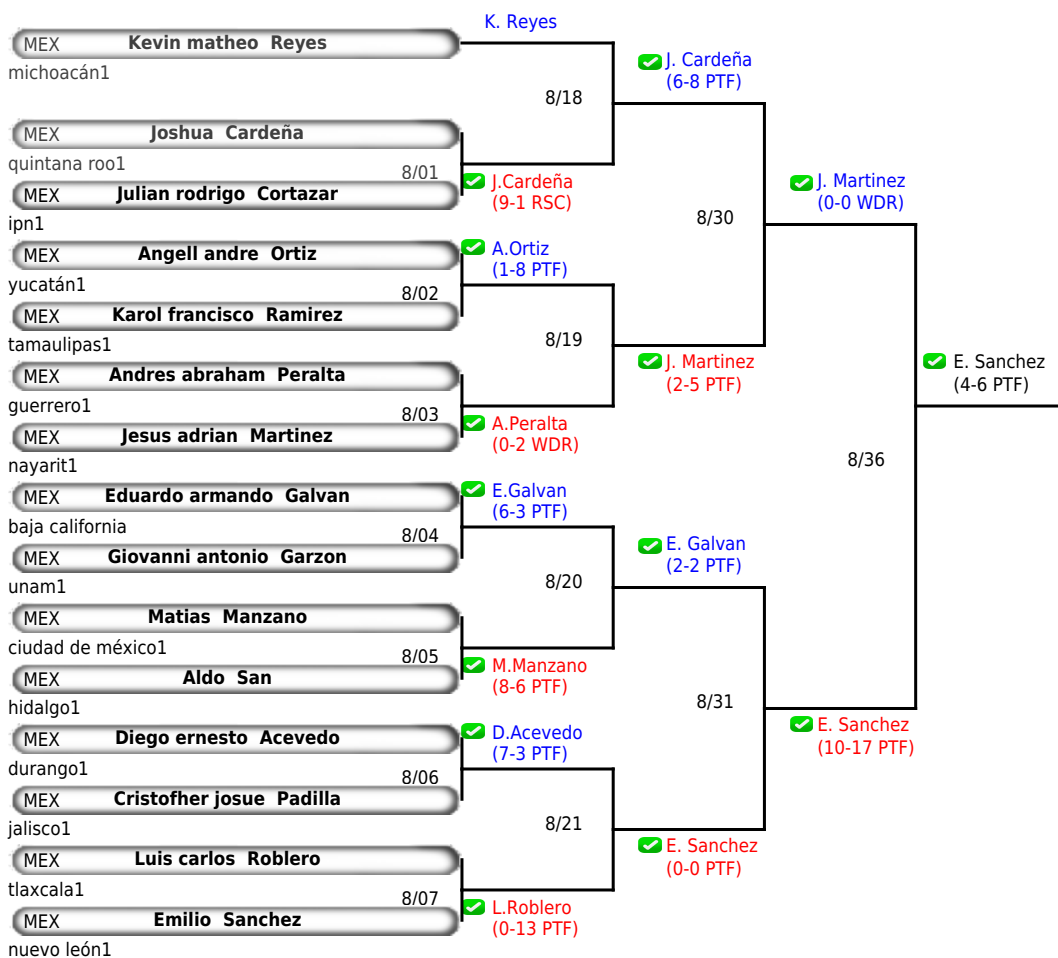 K. Reyes
MEX Kevin matheo Reyes
michoacán1
J. Cardeña
(6-8 PTF)
8/18
MEX Joshua Cardeña
quintana roo1
8/01
J.Cardeña
(9-1 RSC)
MEX Julian rodrigo Cortazar
ipn1
J. Martinez
(0-0 WDR)
8/30
MEX Angell andre Ortiz
yucatán1
A.Ortiz
(1-8 PTF)
8/02
MEX Karol francisco Ramirez
tamaulipas1
8/19
J. Martinez
(2-5 PTF)
E. Sanchez
(4-6 PTF)
MEX Andres abraham Peralta
guerrero1
8/03
A.Peralta
(0-2 WDR)
MEX Jesus adrian Martinez
nayarit1
8/36
MEX Eduardo armando Galvan
baja california
E.Galvan
(6-3 PTF)
8/04
MEX Giovanni antonio Garzon
unam1
E. Galvan
(2-2 PTF)
8/20
MEX Matias Manzano
ciudad de méxico1
8/05
M.Manzano
(8-6 PTF)
MEX Aldo San
hidalgo1
8/31
E. Sanchez
(10-17 PTF)
MEX Diego ernesto Acevedo
durango1
D.Acevedo
(7-3 PTF)
8/06
MEX Cristofher josue Padilla
jalisco1
8/21
E. Sanchez
(0-0 PTF)
MEX Luis carlos Roblero
tlaxcala1
8/07
L.Roblero
(0-13 PTF)
MEX Emilio Sanchez
nuevo león1